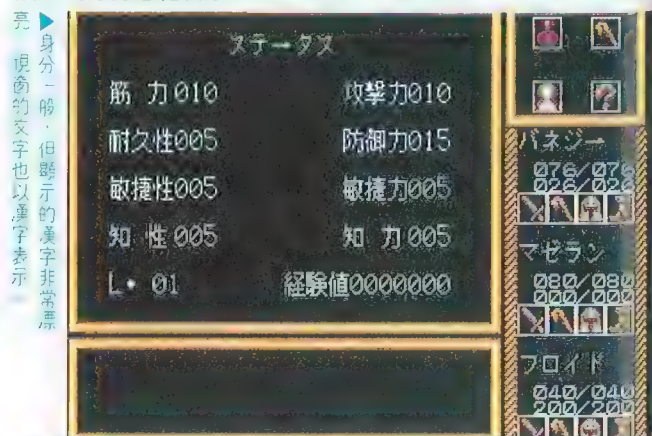 ▶身分一般．但顯示的漢字非常漂
亮　視窗的文字也以漢字表示
ステータス
筋 力010 攻撃力010
耐久性005 防御力015
敏捷性005 敏捷力005
知 性005 知 力005
L・ 01 経験値0000000
バネジー
076/076
026/026
マゼラン
080/080
000/000
フロイド
040/040
200/200